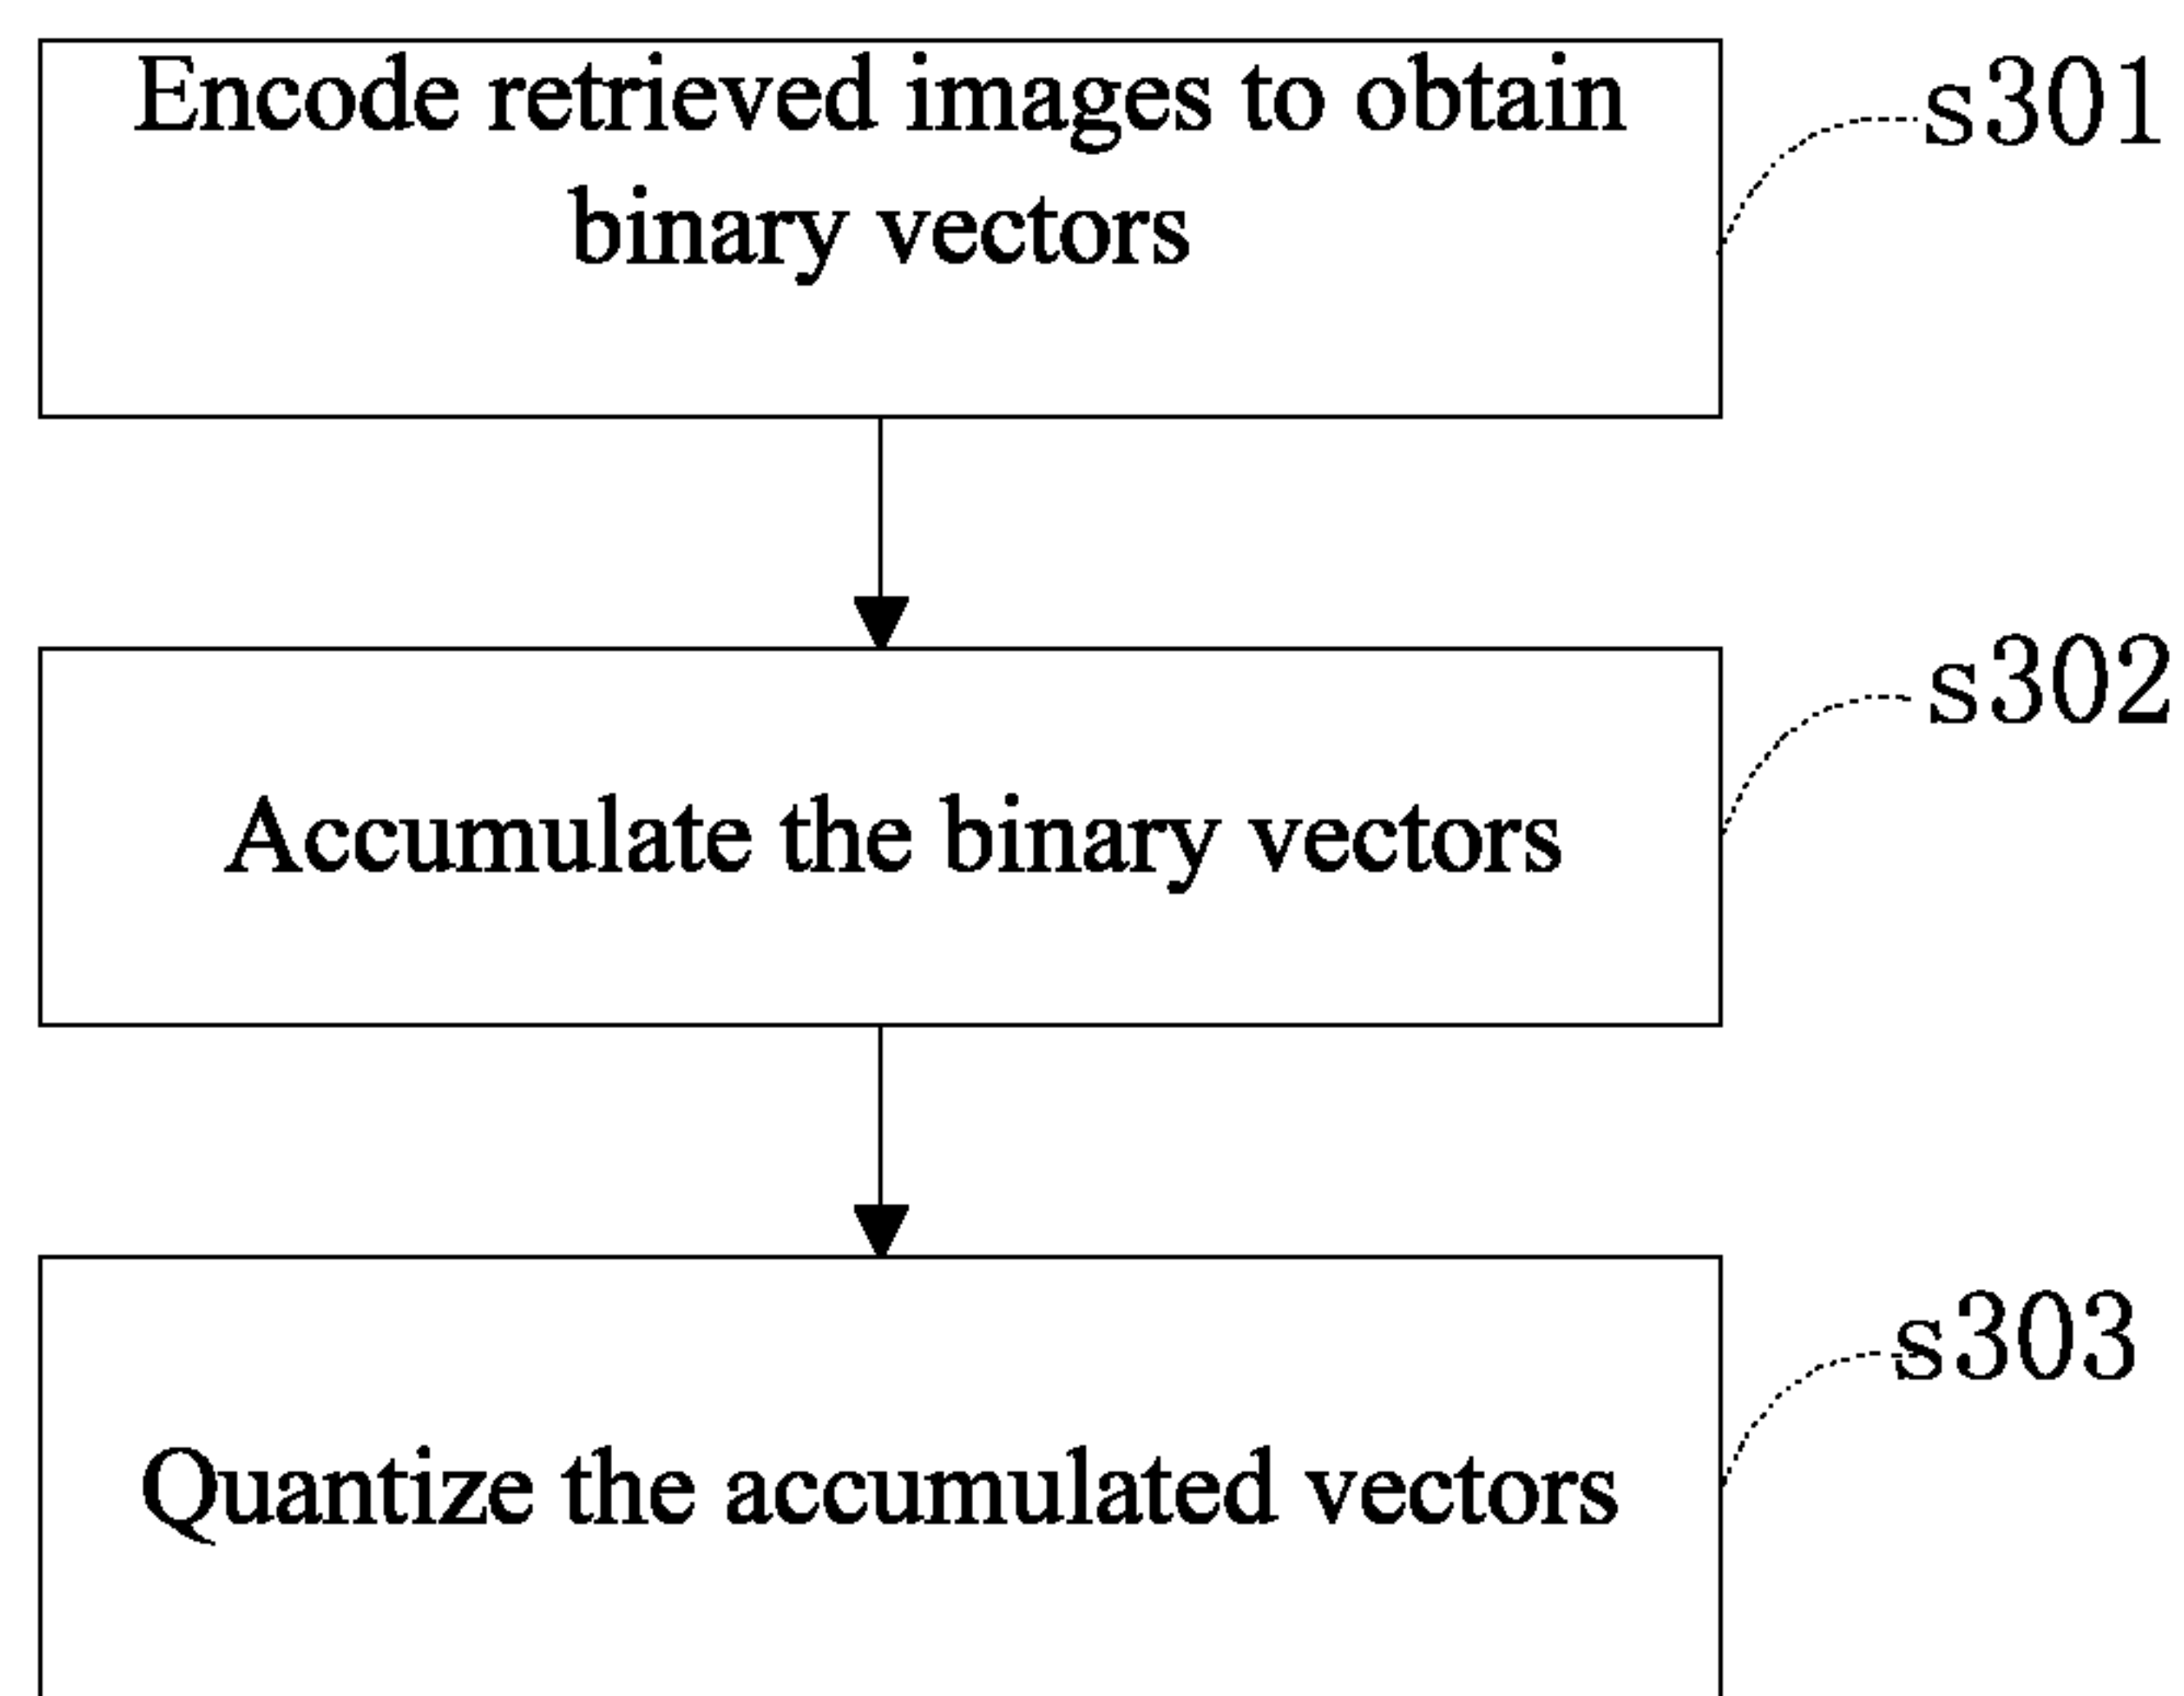 Encode retrieved images to obtain
binary vectors
s301
Accumulate the binary vectors
s302
Quantize the accumulated vectors
s303